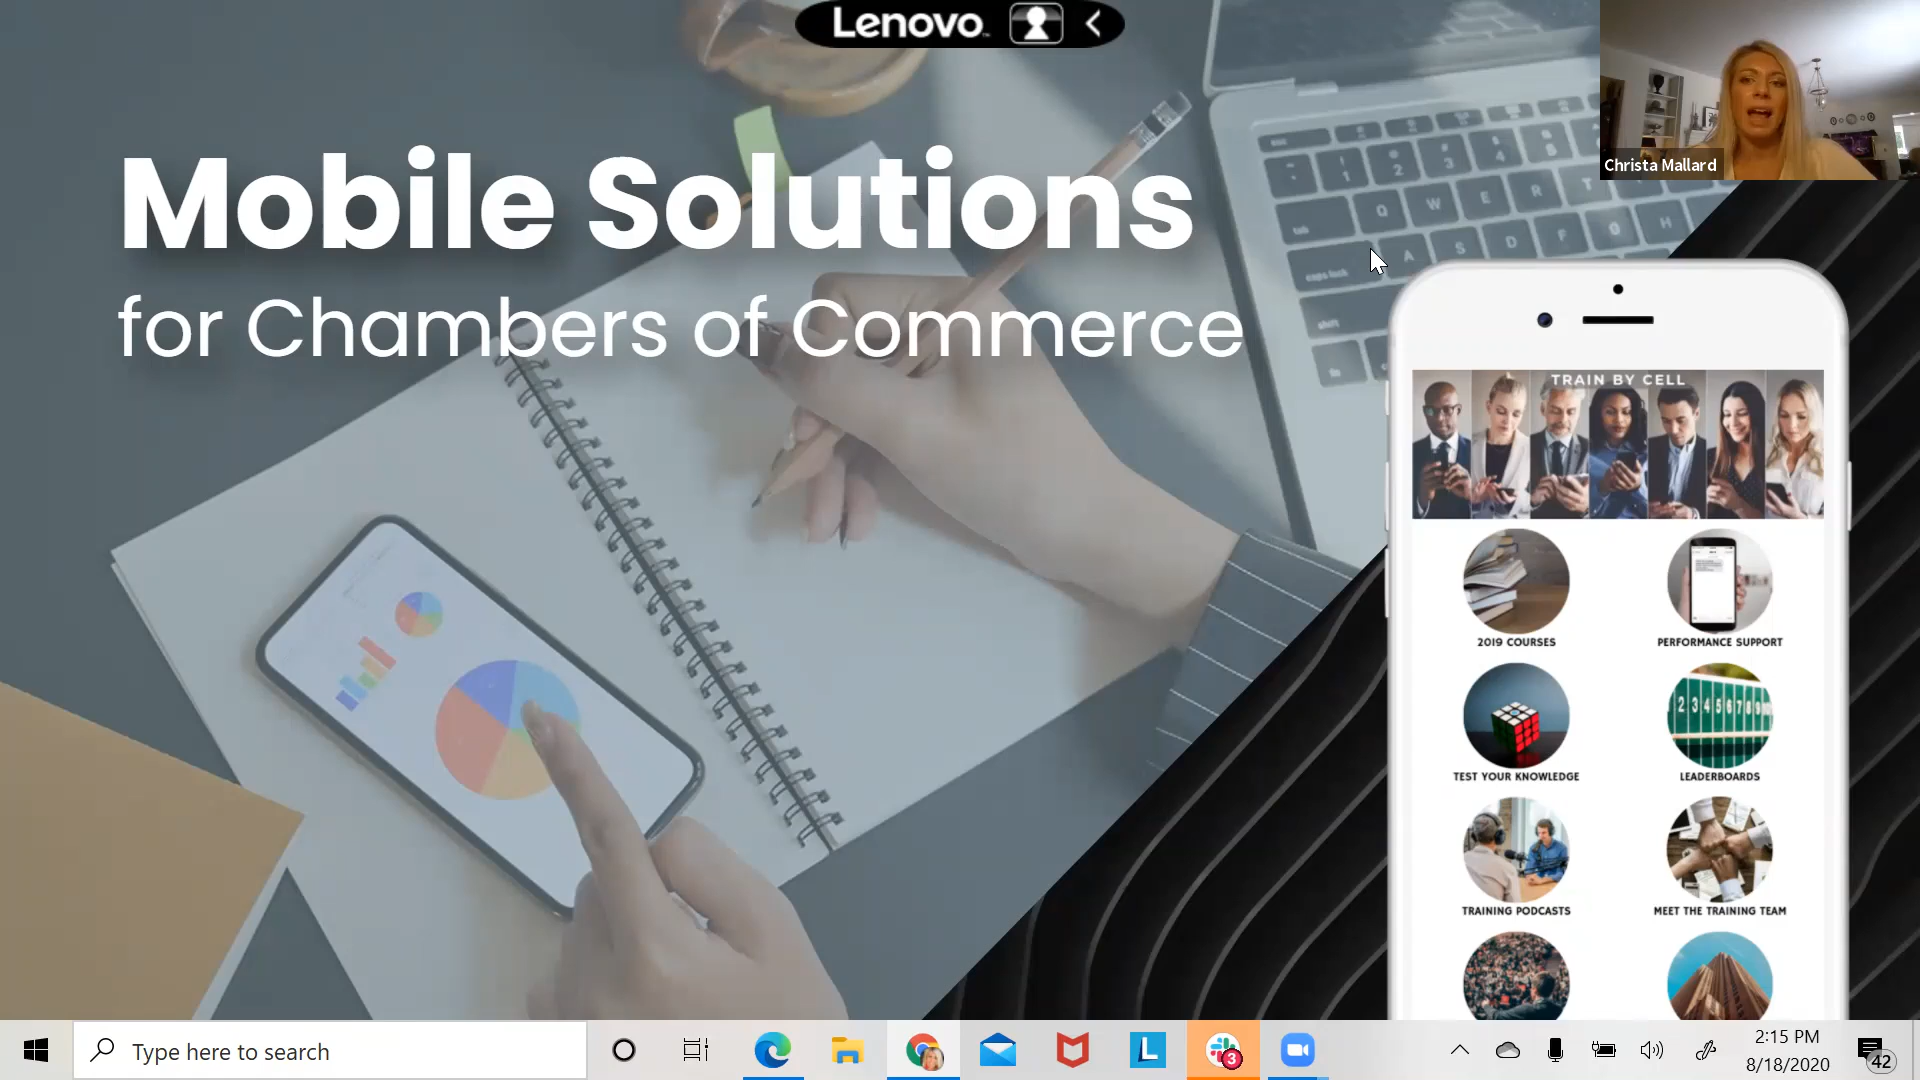 Lenovo
Christa Mallard
Mobile Solutions
for Chambers of Commerce
TRAIN BY CELL
2019 COURSES
PERFORMANCE SUPPORT
TEST YOUR KNOWLEDGE
LEADERBOARDS
TRAINING PODCASTS
MEET THE TRAINING TEAM
Type here to search
L
3
2:15 PM
8/18/2020
42